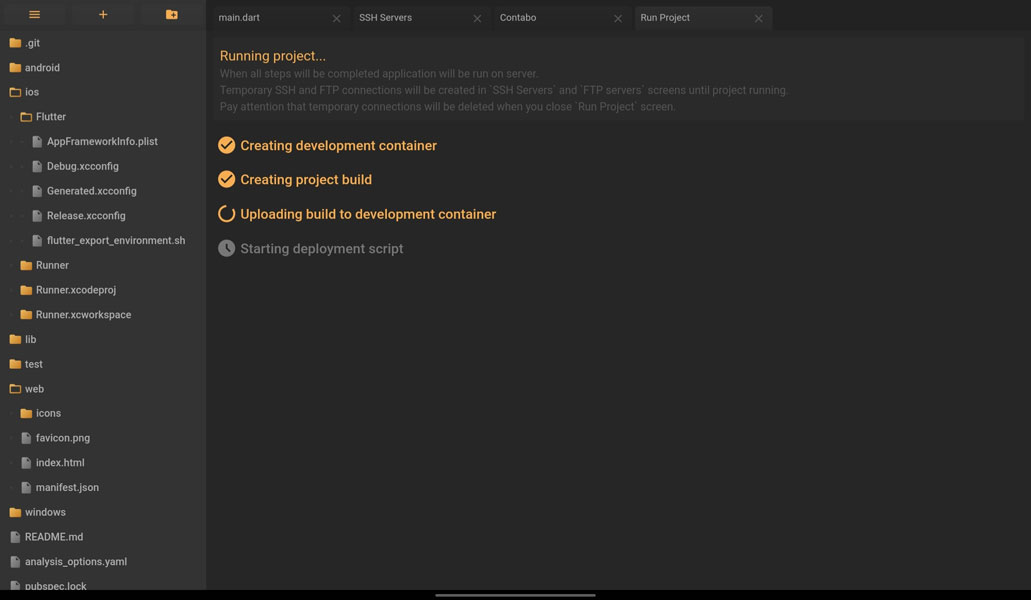 main.dart
SSH Servers
Contabo
Run Project
.git
android
ios
Flutter
AppFrameworkInfo.plist
Debug.xcconfig
Generated.xcconfig
Release.xcconfig
flutter_export_environment.sh
Runner
Runner.xcodeproj
Runner.xcworkspace
lib
test
web
icons
favicon.png
index.html
manifest.json
windows
README.md
analysis_options.yaml
pubspec.lock
Running project...
When all steps will be completed application will be run on server.
Temporary SSH and FTP connections will be created in `SSH Servers` and `FTP servers` screens until project running.
Pay attention that temporary connections will be deleted when you close `Run Project` screen.
Creating development container
Creating project build
Uploading build to development container
Starting deployment script